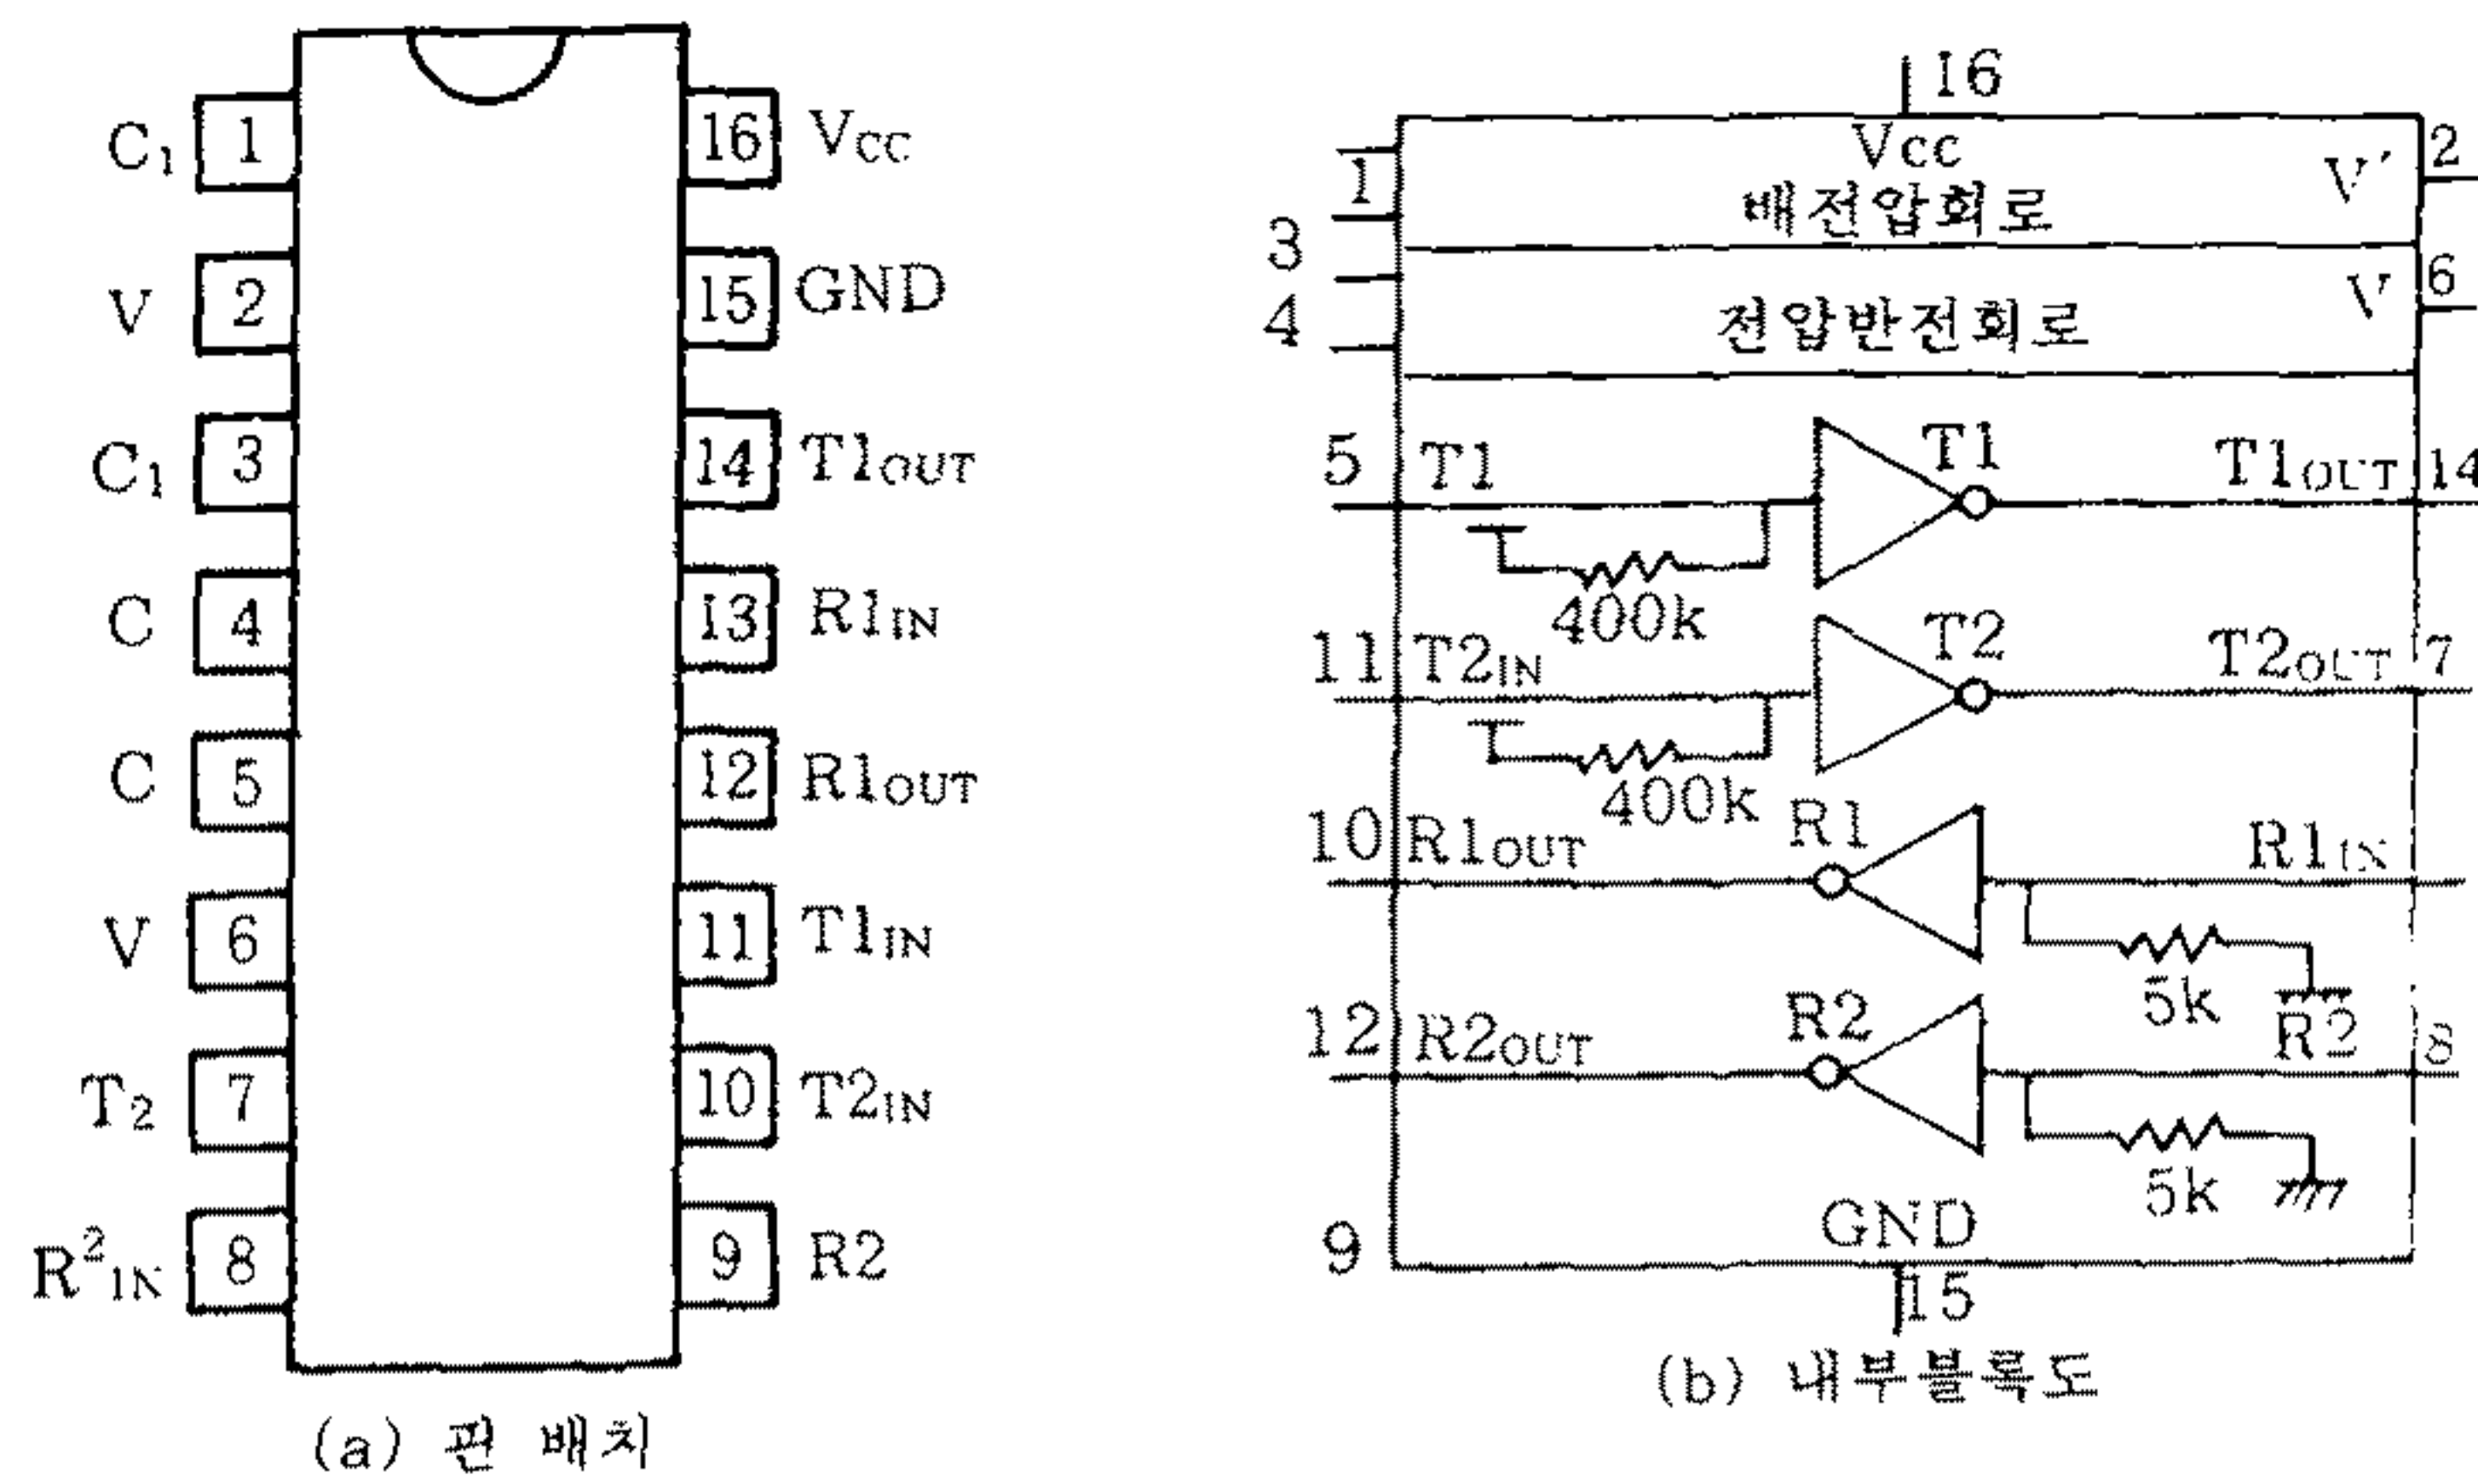 C1 1 16 VCC
V 2 15 GND
C1 3 14 T1OUT
C 4 13 R1IN
C 5 12 R1OUT
V 6 11 T1IN
T2 7 10 T2IN
R2IN 8 9 R2
(a) 핀 배치
16
Vcc
1 V' 2
배전압회로
3
V 6
4 전압반전회로
5 T1 T1 T1OUT 14
400k
11 T2IN T2 T2OUT 7
400k
10 R1OUT R1 R1IN
5k
12 R2OUT R2 R2 8
5k
GND
9
15
(b) 내부블록도